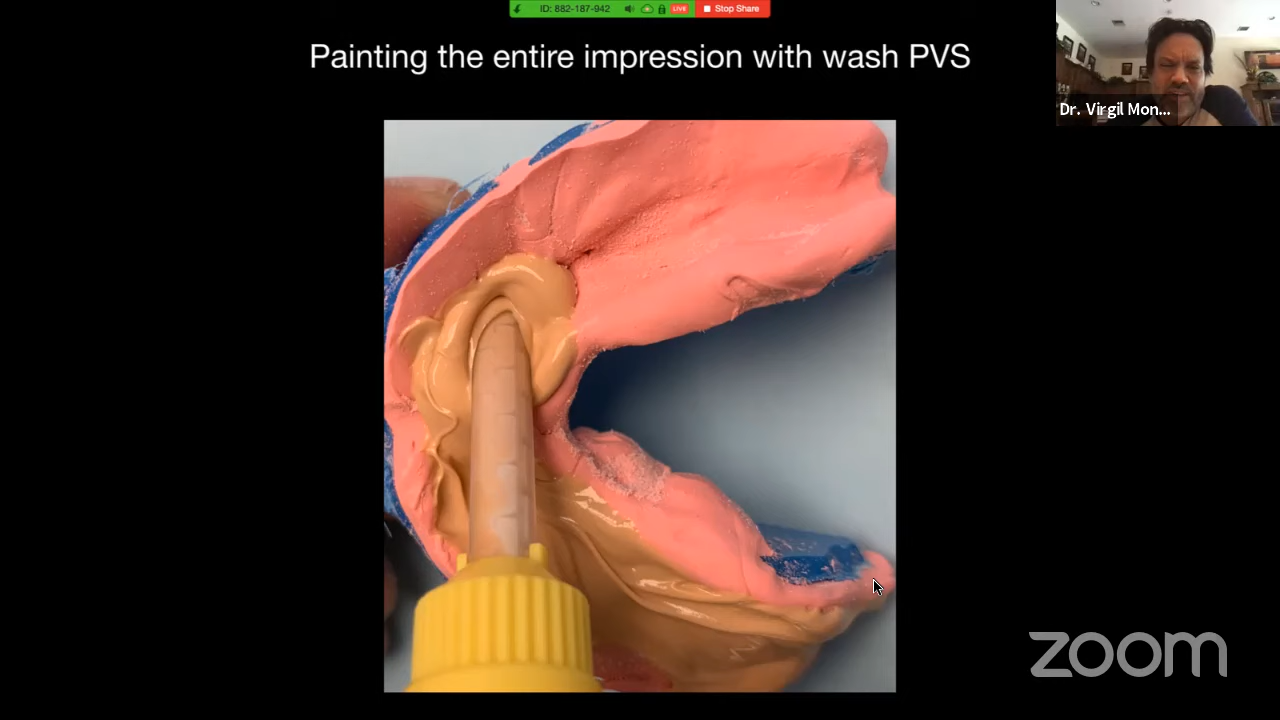 ID: 882-187-942
LIVE
Stop Share
Painting the entire impression with wash PVS
Dr. Virgil Mon...
zoom